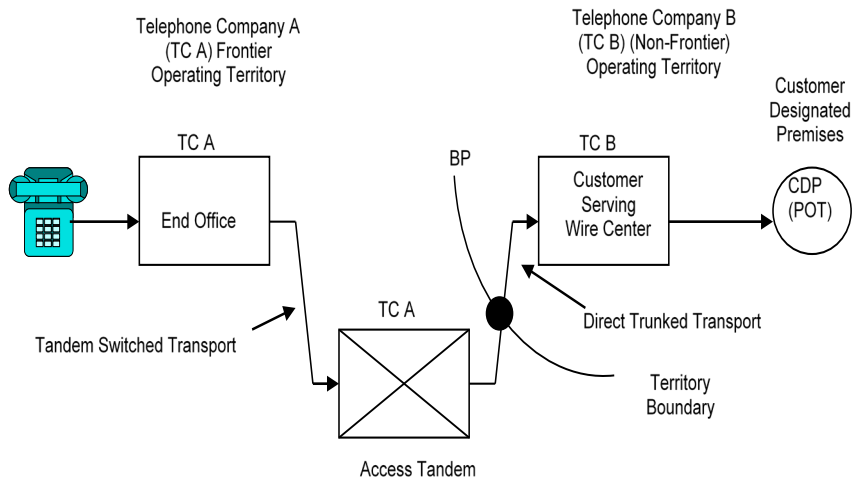 Telephone Company A
(TC A) Frontier
Operating Territory
Telephone Company B
(TC B) (Non-Frontier)
Operating Territory
Customer
Designated
Premises
TC A
End Office
BP
TC B
Customer
Serving
Wire Center
CDP
(POT)
Tandem Switched Transport
TC A
Direct Trunked Transport
Territory
Boundary
Access Tandem